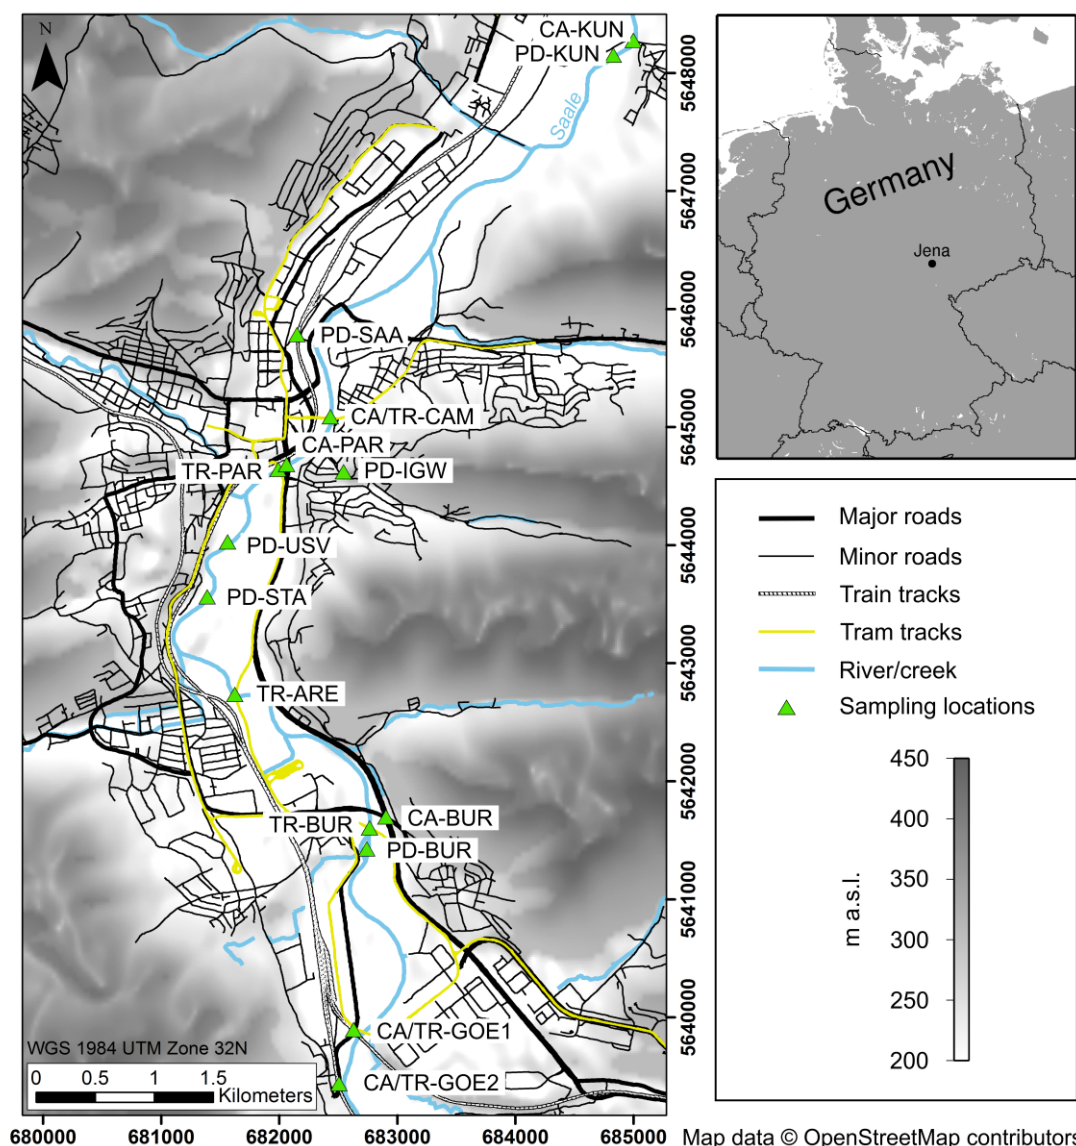 N
CA-KUN
PD-KUN
Saale
PD-SAA
CA/TR-CAM
CA-PAR
TR-PAR
PD-IGW
PD-USV
PD-STA
TR-ARE
CA-BUR
TR-BUR
PD-BUR
CA/TR-GOE1
CA/TR-GOE2
WGS 1984 UTM Zone 32N
0 0.5 1 1.5
Kilometers
680000 681000 682000 683000 684000 685000
5648000
5647000
5646000
5645000
5644000
5643000
5642000
5641000
5640000
Germany
Jena
Major roads
Minor roads
Train tracks
Tram tracks
River/creek
Sampling locations
m a.s.l.
450
400
350
300
250
200
Map data © OpenStreetMap contributors